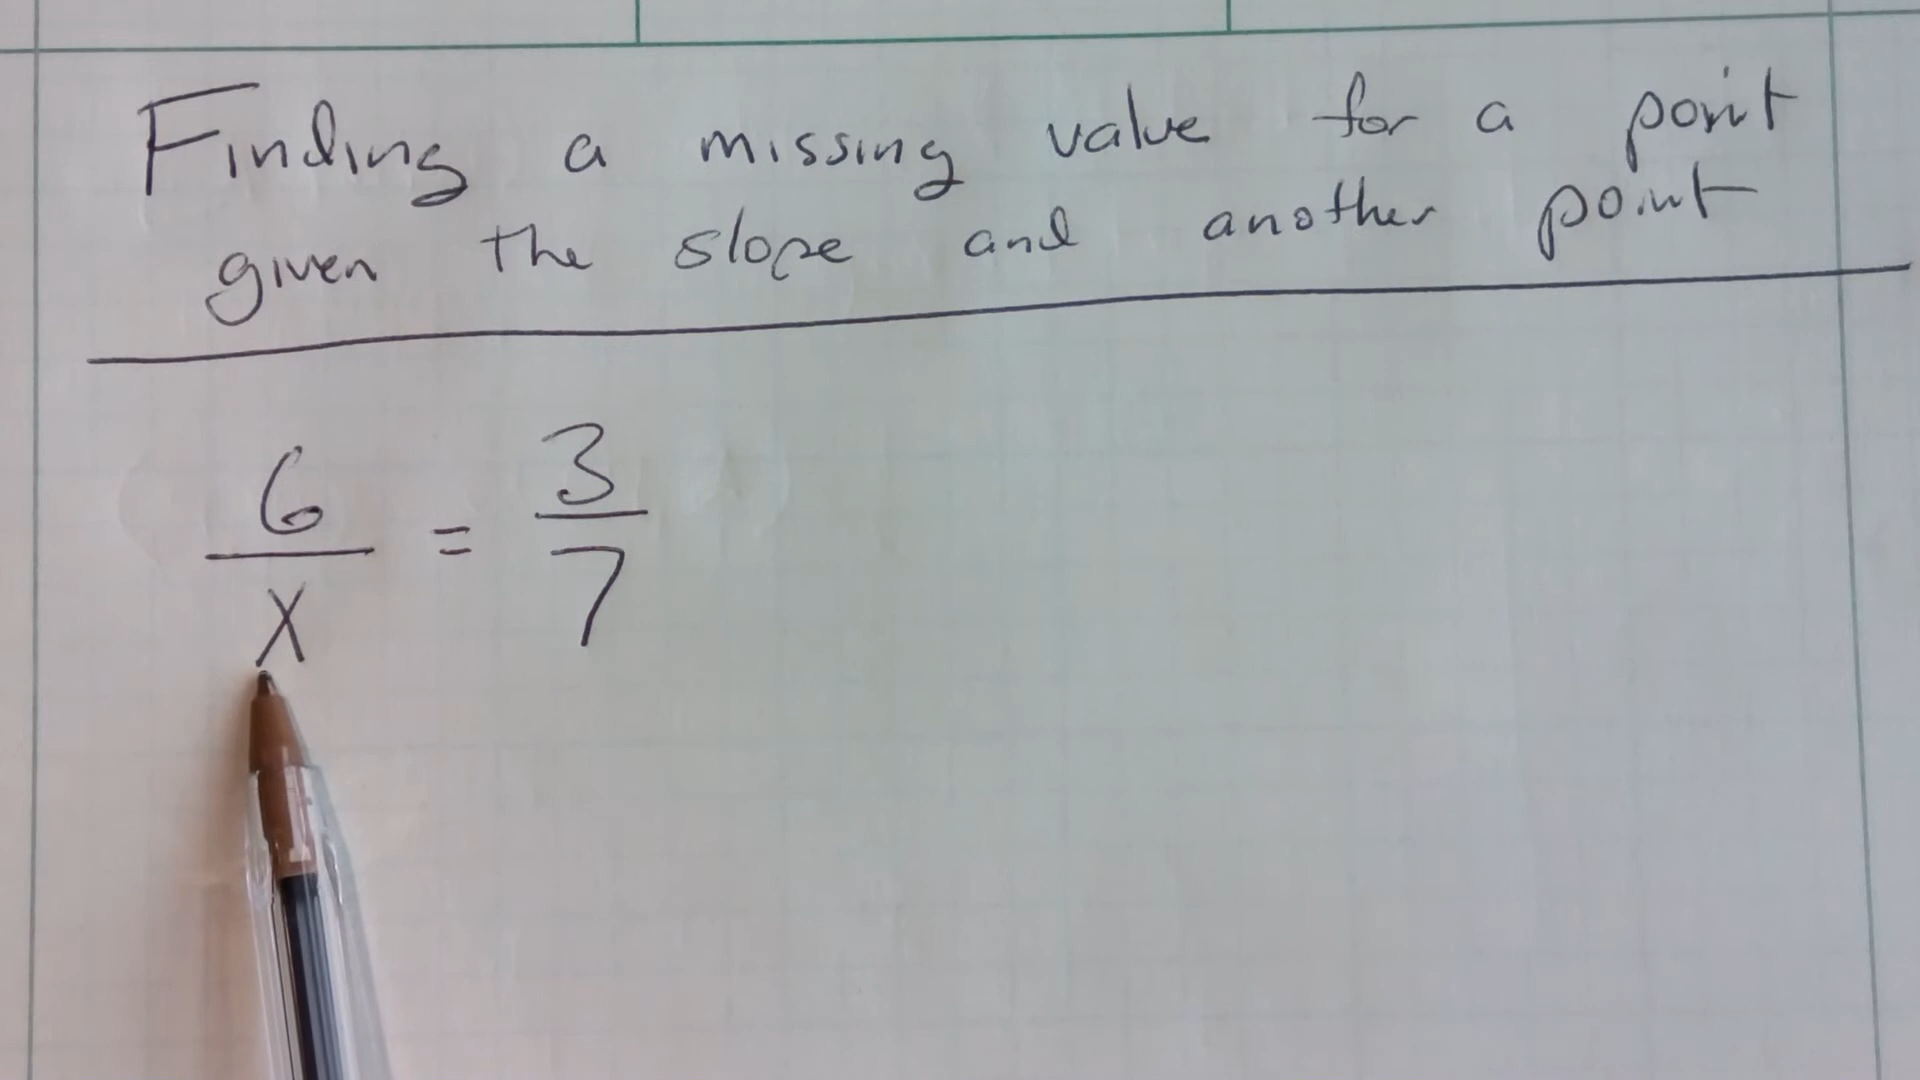 Finding a missing value for a point
given the slope and another point
6/x = 3/7